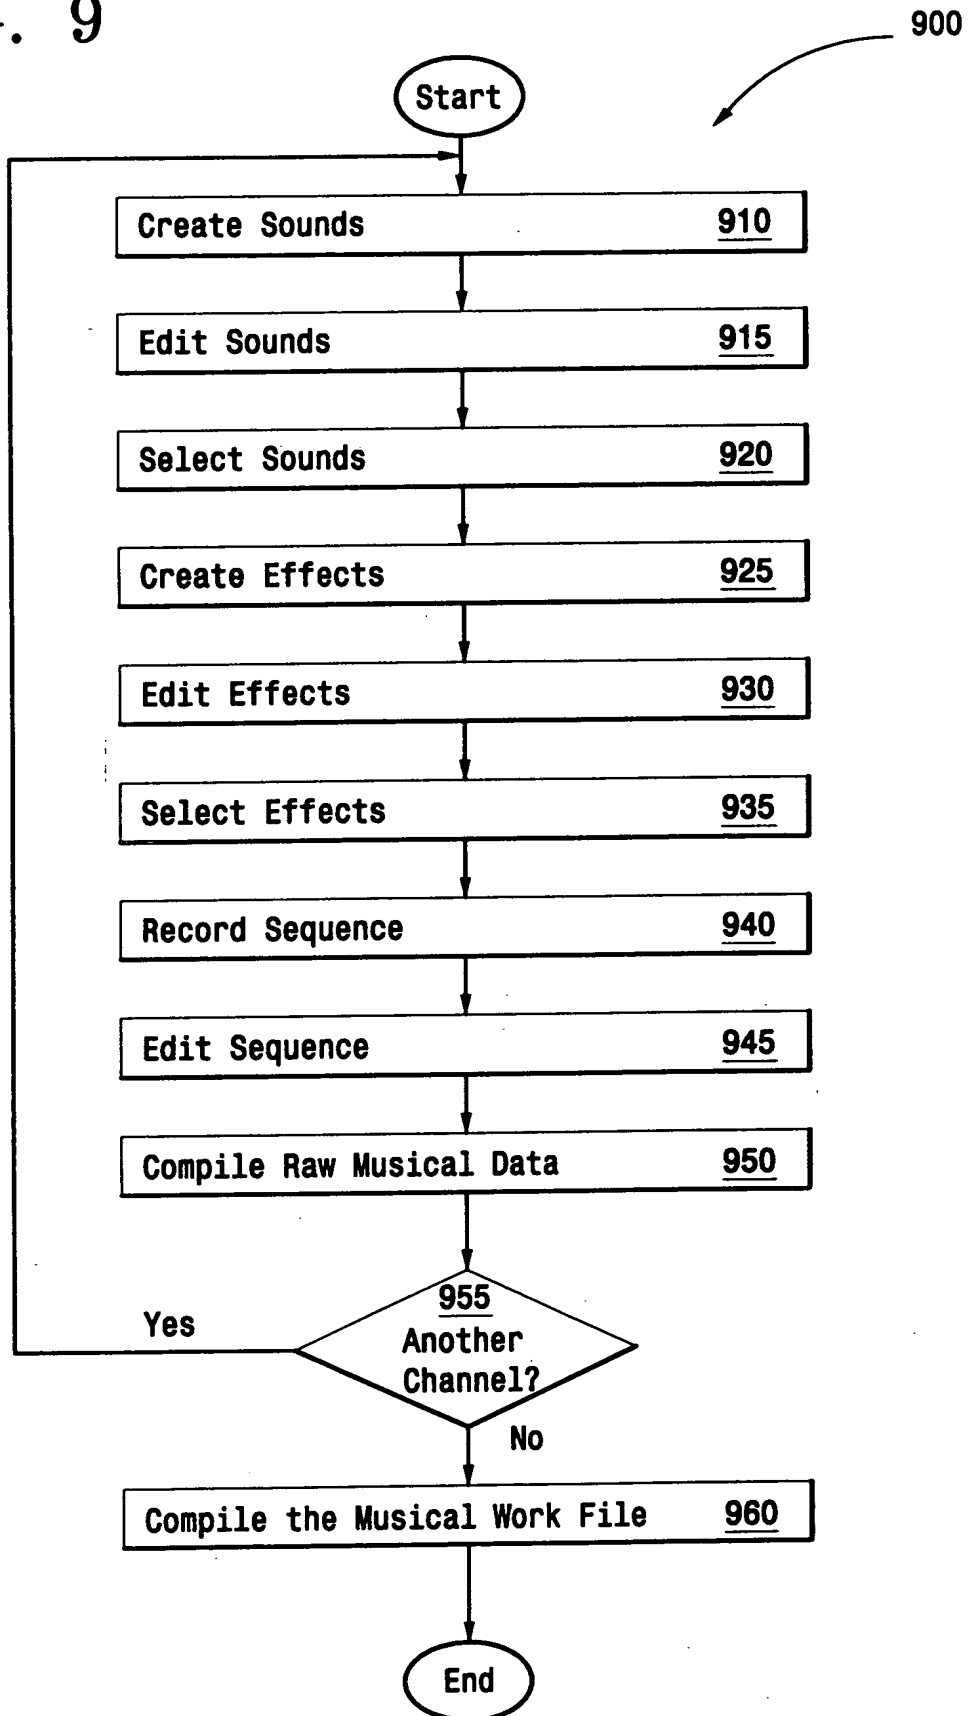 . 9
900
Start
Create Sounds 910
Edit Sounds 915
Select Sounds 920
Create Effects 925
Edit Effects 930
Select Effects 935
Record Sequence 940
Edit Sequence 945
Compile Raw Musical Data 950
955
Another
Channel?
Yes
No
Compile the Musical Work File 960
End